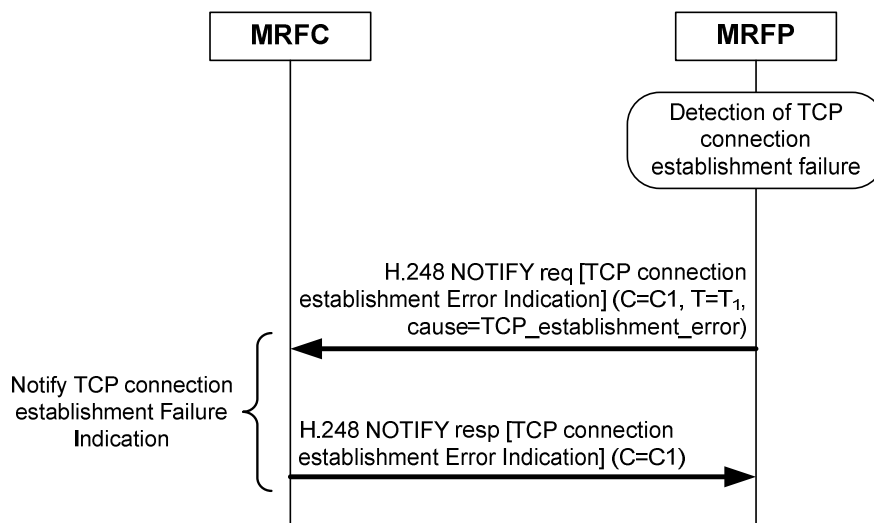 MRFC
MRFP
Detection of TCP
connection
establishment failure
H.248 NOTIFY req [TCP connection
establishment Error Indication] (C=C1, T=T₁,
cause=TCP_establishment_error)
Notify TCP connection
establishment Failure
Indication
H.248 NOTIFY resp [TCP connection
establishment Error Indication] (C=C1)